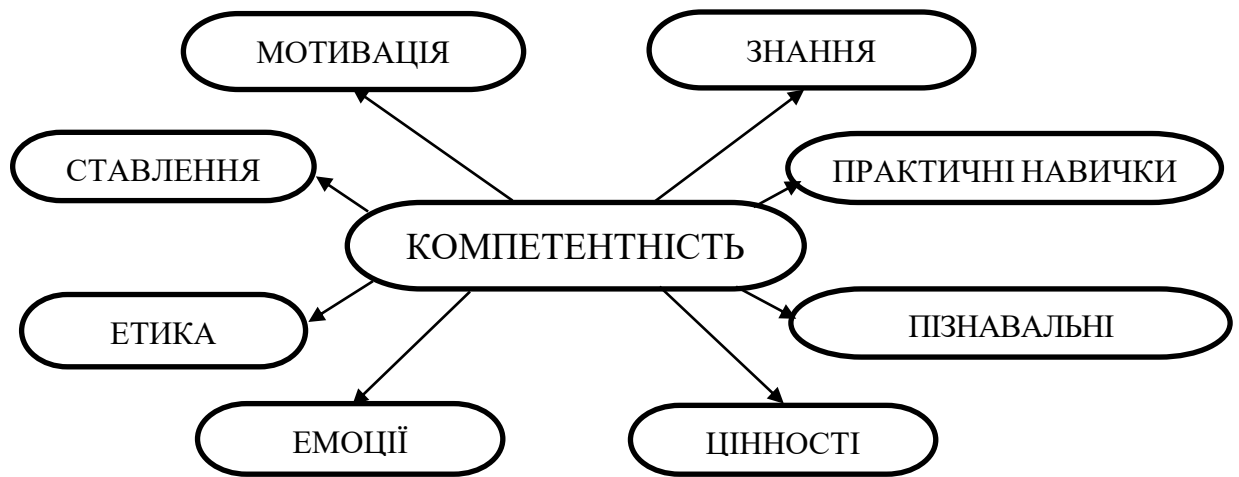 МОТИВАЦІЯ
ЗНАННЯ
СТАВЛЕННЯ
ПРАКТИЧНІ НАВИЧКИ
КОМПЕТЕНТНІСТЬ
ЕТИКА
ПІЗНАВАЛЬНІ
ЕМОЦІЇ
ЦІННОСТІ